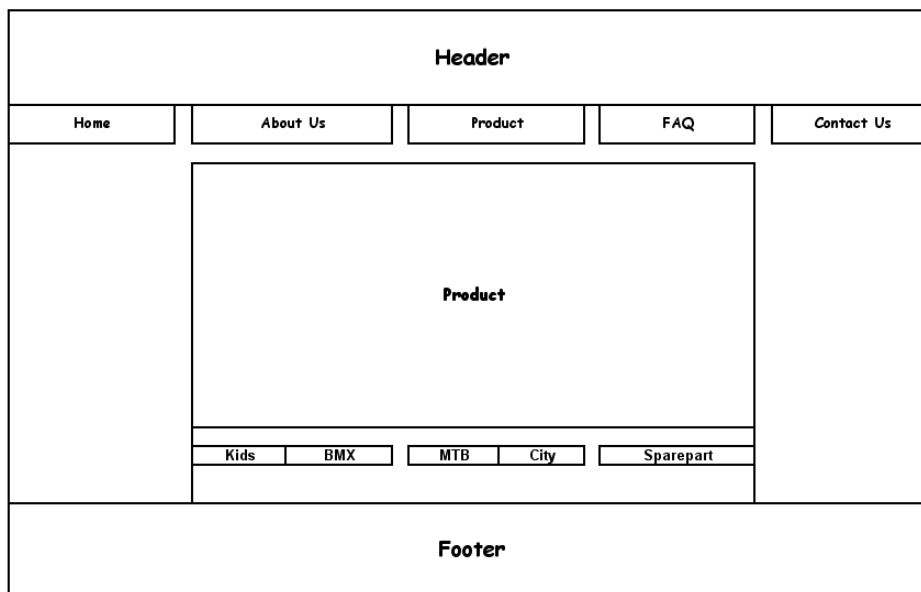 Header
Home About Us Product FAQ Contact Us
Product
Kids BMX MTB City Sparepart
Footer